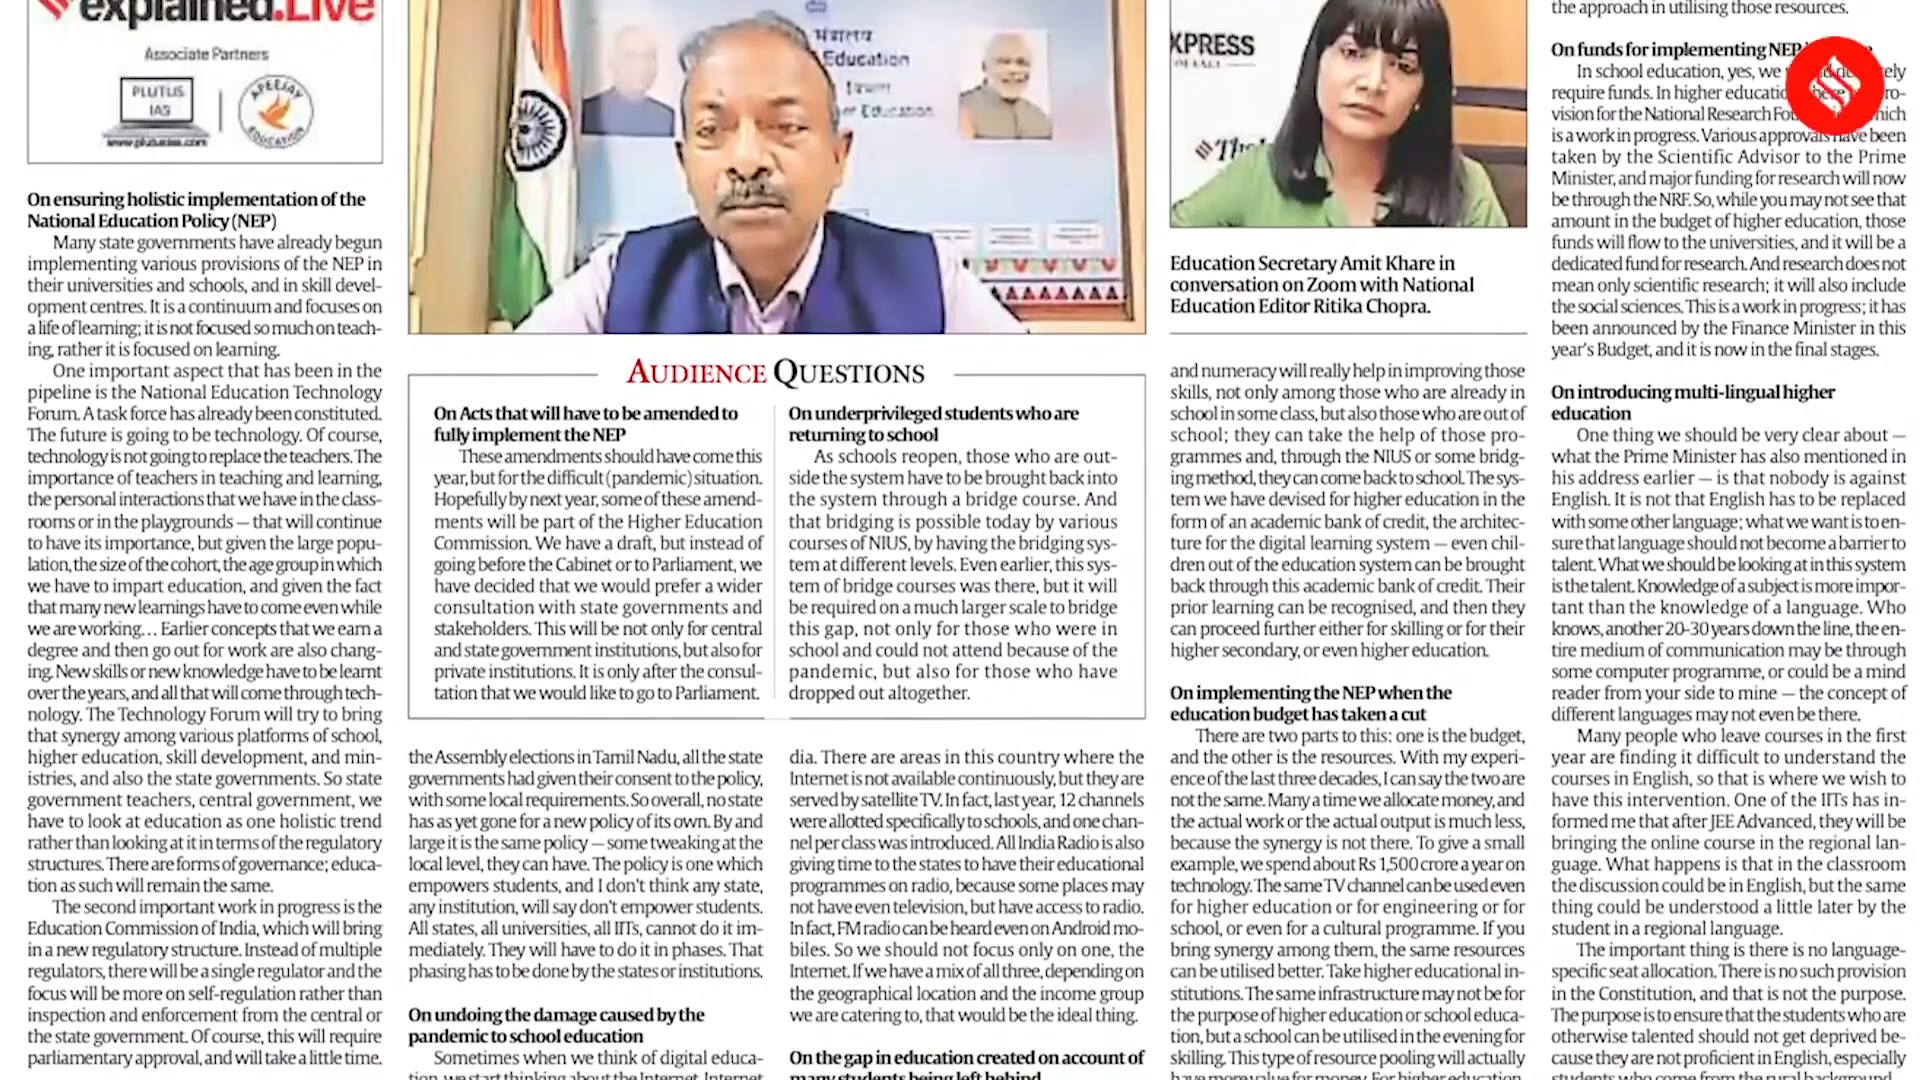 explained.Live
Associate Partners
PLUTUS
IAS
www.plutusias.com
APEEJAY
EDUCATION
On ensuring holistic implementation of the
National Education Policy (NEP)
Many state governments have already begun
implementing various provisions of the NEP in
their universities and schools, and in skill devel-
opment centres. It is a continuum and focuses on
a life of learning; it is not focused so much on teach-
ing, rather it is focused on learning.
One important aspect that has been in the
pipeline is the National Education Technology
Forum. A task force has already been constituted.
The future is going to be technology. Of course,
technology is not going to replace the teachers. The
importance of teachers in teaching and learning,
the personal interactions that we have in the class-
rooms or in the playgrounds — that will continue
to have its importance, but given the large popu-
lation, the size of the cohort, the age group in which
we have to impart education, and given the fact
that many new learnings have to come even while
we are working… Earlier concepts that we earn a
degree and then go out for work are also chang-
ing. New skills or new knowledge have to be learnt
over the years, and all that will come through tech-
nology. The Technology Forum will try to bring
that synergy among various platforms of school,
higher education, skill development, and min-
istries, and also the state governments. So state
government teachers, central government, we
have to look at education as one holistic trend
rather than looking at it in terms of the regulatory
structures. There are forms of governance; educa-
tion as such will remain the same.
The second important work in progress is the
Education Commission of India, which will bring
in a new regulatory structure. Instead of multiple
regulators, there will be a single regulator and the
focus will be more on self-regulation rather than
inspection and enforcement from the central or
the state government. Of course, this will require
parliamentary approval, and will take a little time.
मंत्रालय
Education
Education
XPRESS
The
Education Secretary Amit Khare in
conversation on Zoom with National
Education Editor Ritika Chopra.
AUDIENCE QUESTIONS
On Acts that will have to be amended to
fully implement the NEP
These amendments should have come this
year, but for the difficult (pandemic) situation.
Hopefully by next year, some of these amend-
ments will be part of the Higher Education
Commission. We have a draft, but instead of
going before the Cabinet or to Parliament, we
have decided that we would prefer a wider
consultation with state governments and
stakeholders. This will be not only for central
and state government institutions, but also for
private institutions. It is only after the consul-
tation that we would like to go to Parliament.
On underprivileged students who are
returning to school
As schools reopen, those who are out-
side the system have to be brought back into
the system through a bridge course. And
that bridging is possible today by various
courses of NIUS, by having the bridging sys-
tem at different levels. Even earlier, this sys-
tem of bridge courses was there, but it will
be required on a much larger scale to bridge
this gap, not only for those who were in
school and could not attend because of the
pandemic, but also for those who have
dropped out altogether.
the Assembly elections in Tamil Nadu, all the state
governments had given their consent to the policy,
with some local requirements. So overall, no state
has as yet gone for a new policy of its own. By and
large it is the same policy — some tweaking at the
local level, they can have. The policy is one which
empowers students, and I don't think any state,
any institution, will say don't empower students.
All states, all universities, all IITs, cannot do it im-
mediately. They will have to do it in phases. That
phasing has to be done by the states or institutions.
On undoing the damage caused by the
pandemic to school education
Sometimes when we think of digital educa-
tion, we start thinking about the Internet. Internet
dia. There are areas in this country where the
Internet is not available continuously, but they are
served by satellite TV. In fact, last year, 12 channels
were allotted specifically to schools, and one chan-
nel per class was introduced. All India Radio is also
giving time to the states to have their educational
programmes on radio, because some places may
not have even television, but have access to radio.
In fact, FM radio can be heard even on Android mo-
biles. So we should not focus only on one, the
Internet. If we have a mix of all three, depending on
the geographical location and the income group
we are catering to, that would be the ideal thing.
On the gap in education created on account of
many students being left behind
and numeracy will really help in improving those
skills, not only among those who are already in
school in some class, but also those who are out of
school; they can take the help of those pro-
grammes and, through the NIUS or some bridg-
ing method, they can come back to school. The sys-
tem we have devised for higher education in the
form of an academic bank of credit, the architec-
ture for the digital learning system — even chil-
dren out of the education system can be brought
back through this academic bank of credit. Their
prior learning can be recognised, and then they
can proceed further either for skilling or for their
higher secondary, or even higher education.
On implementing the NEP when the
education budget has taken a cut
There are two parts to this: one is the budget,
and the other is the resources. With my experi-
ence of the last three decades, I can say the two are
not the same. Many a time we allocate money, and
the actual work or the actual output is much less,
because the synergy is not there. To give a small
example, we spend about Rs 1,500 crore a year on
technology. The same TV channel can be used even
for higher education or for engineering or for
school, or even for a cultural programme. If you
bring synergy among them, the same resources
can be utilised better. Take higher educational in-
stitutions. The same infrastructure may not be for
the purpose of higher education or school educa-
tion, but a school can be utilised in the evening for
skilling. This type of resource pooling will actually
have more value for money. For higher education,
the approach in utilising those resources.
On funds for implementing NEP
In school education, yes, we
require funds. In higher
vision for the National Research
is a work in progress. Various approvals have been
taken by the Scientific Advisor to the Prime
Minister, and major funding for research will now
be through the NRF. So, while you may not see that
amount in the budget of higher education, those
funds will flow to the universities, and it will be a
dedicated fund for research. And research does not
mean only scientific research; it will also include
the social sciences. This is a work in progress; it has
been announced by the Finance Minister in this
year's Budget, and it is now in the final stages.
On introducing multi-lingual higher
education
One thing we should be very clear about —
what the Prime Minister has also mentioned in
his address earlier — is that nobody is against
English. It is not that English has to be replaced
with some other language; what we want is to en-
sure that language should not become a barrier to
talent. What we should be looking at in this system
is the talent. Knowledge of a subject is more impor-
tant than the knowledge of a language. Who
knows, another 20-30 years down the line, the en-
tire medium of communication may be through
some computer programme, or could be a mind
reader from your side to mine — the concept of
different languages may not even be there.
Many people who leave courses in the first
year are finding it difficult to understand the
courses in English, so that is where we wish to
have this intervention. One of the IITs has in-
formed me that after JEE Advanced, they will be
bringing the online course in the regional lan-
guage. What happens is that in the classroom
the discussion could be in English, but the same
thing could be understood a little later by the
student in a regional language.
The important thing is there is no language-
specific seat allocation. There is no such provision
in the Constitution, and that is not the purpose.
The purpose is to ensure that the students who are
otherwise talented should not get deprived be-
cause they are not proficient in English, especially
students who come from the rural background.